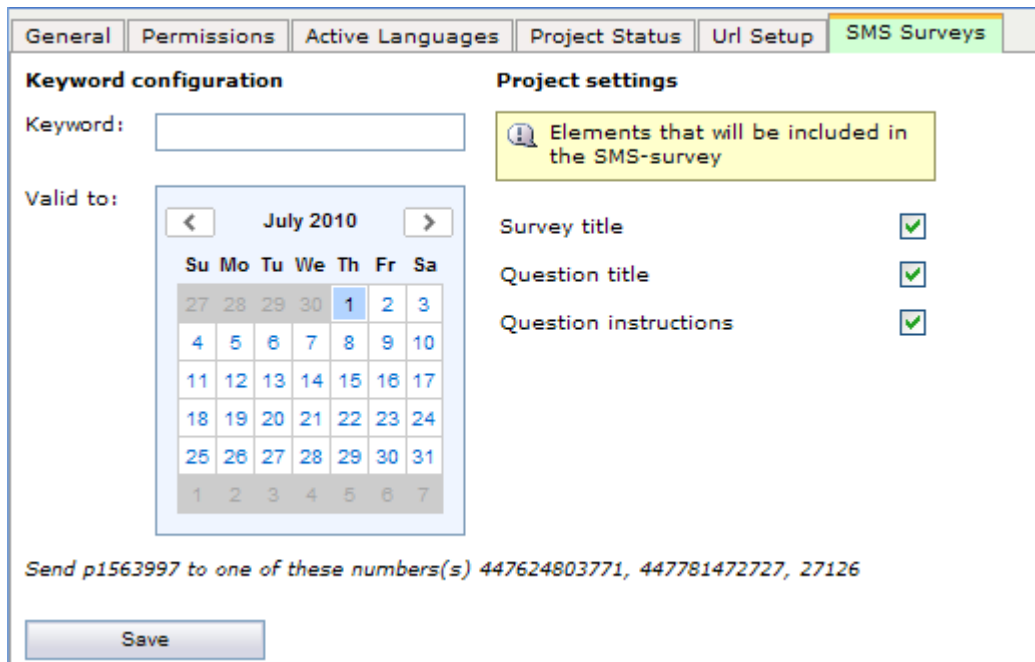 General Permissions Active Languages Project Status Url Setup SMS Surveys
Keyword configuration
Keyword:
Valid to:
< July 2010 >
Su Mo Tu We Th Fr Sa
27 28 29 30 1 2 3
4 5 6 7 8 9 10
11 12 13 14 15 16 17
18 19 20 21 22 23 24
25 26 27 28 29 30 31
1 2 3 4 5 6 7
Project settings
Elements that will be included in
the SMS-survey
Survey title
Question title
Question instructions
Send p1563997 to one of these numbers(s) 447624803771, 447781472727, 27126
Save